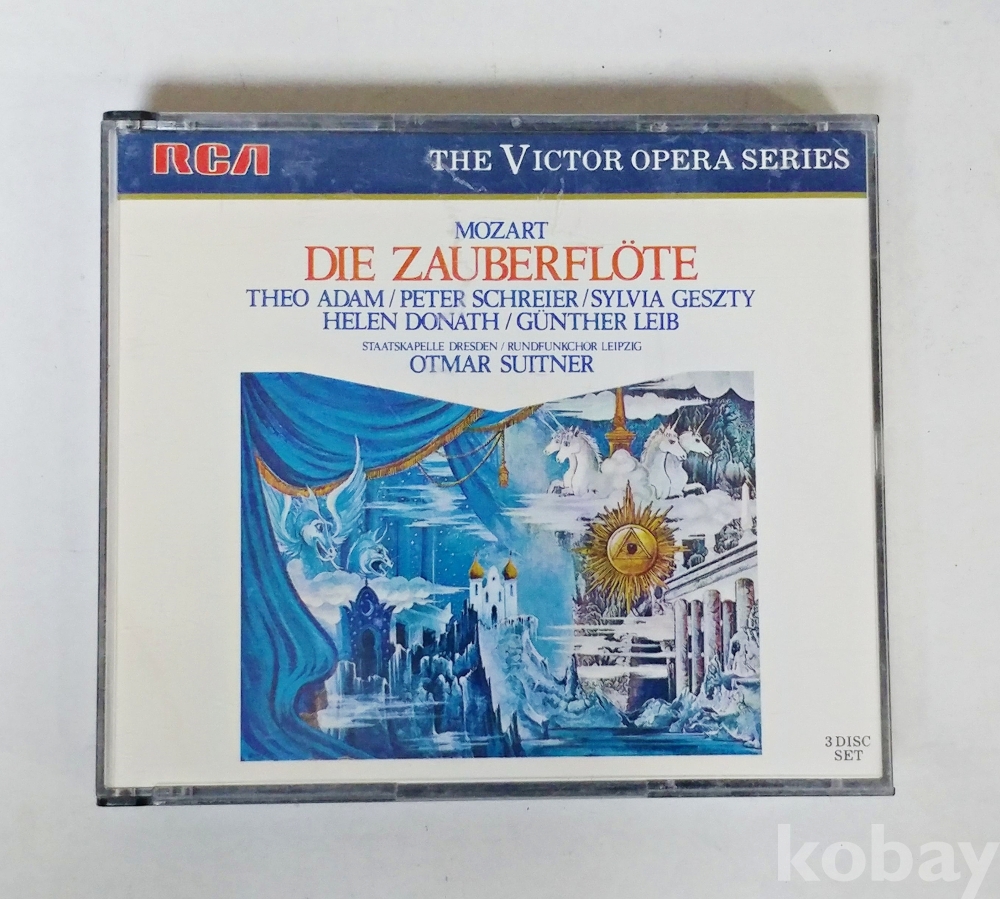 RCA
THE VICTOR OPERA SERIES
MOZART
DIE ZAUBERFLÖTE
THEO ADAM/PETER SCHREIER/SYLVIA GESZTY
HELEN DONATH/GÜNTHER LEIB
STAATSKAPELLE DRESDEN/RUNDFUNKCHOR LEIPZIG
OTMAR SUITNER
3 DISC
SET
kobay